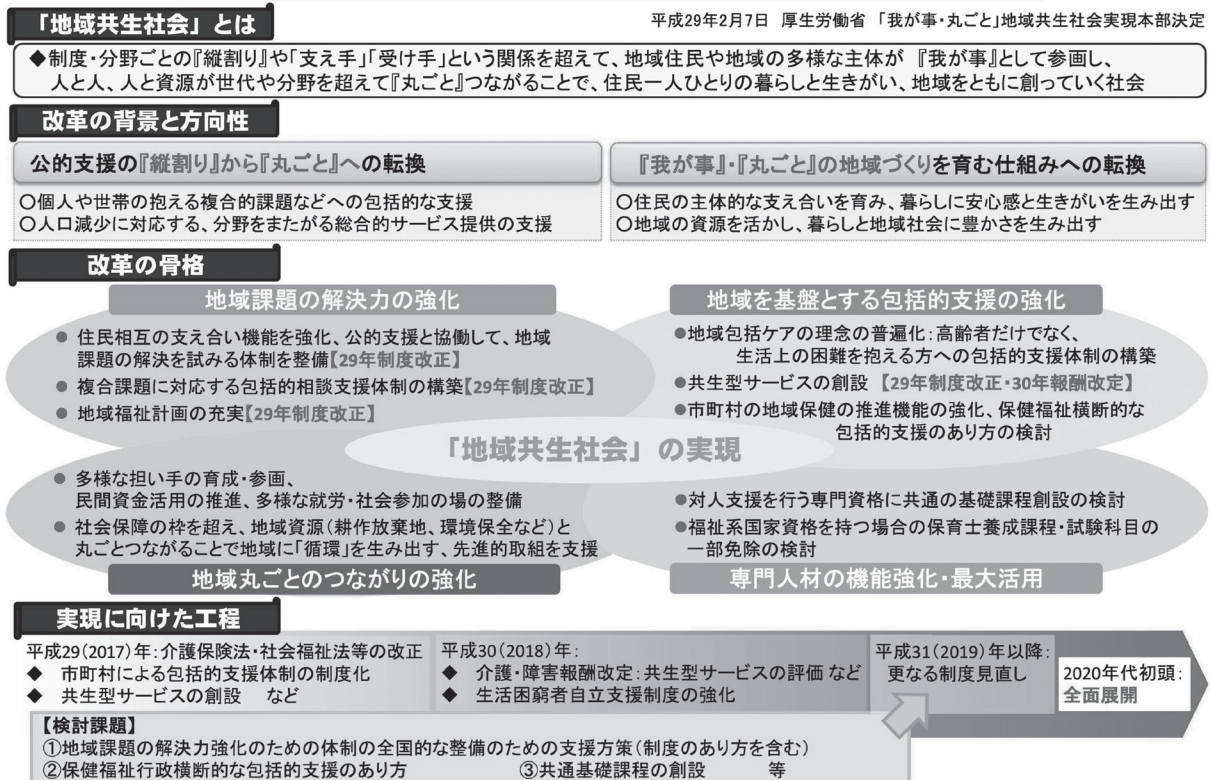 「地域共生社会」とは
平成29年2月7日 厚生労働省 「我が事・丸ごと」地域共生社会実現本部決定
◆制度・分野ごとの『縦割り』や「支え手」「受け手」という関係を超えて、地域住民や地域の多様な主体が 『我が事』として参画し、
人と人、人と資源が世代や分野を超えて『丸ごと』つながることで、住民一人ひとりの暮らしと生きがい、地域をともに創っていく社会
改革の背景と方向性
公的支援の『縦割り』から『丸ごと』への転換
○個人や世帯の抱える複合的課題などへの包括的な支援
○人口減少に対応する、分野をまたがる総合的サービス提供の支援
『我が事』・『丸ごと』の地域づくりを育む仕組みへの転換
○住民の主体的な支え合いを育み、暮らしに安心感と生きがいを生み出す
○地域の資源を活かし、暮らしと地域社会に豊かさを生み出す
改革の骨格
地域課題の解決力の強化
● 住民相互の支え合い機能を強化、公的支援と協働して、地域
課題の解決を試みる体制を整備【29年制度改正】
● 複合課題に対応する包括的相談支援体制の構築【29年制度改正】
● 地域福祉計画の充実【29年制度改正】
地域を基盤とする包括的支援の強化
●地域包括ケアの理念の普遍化：高齢者だけでなく、
生活上の困難を抱える方への包括的支援体制の構築
●共生型サービスの創設 【29年制度改正・30年報酬改定】
●市町村の地域保健の推進機能の強化、保健福祉横断的な
包括的支援のあり方の検討
「地域共生社会」の実現
● 多様な担い手の育成・参画、
民間資金活用の推進、多様な就労・社会参加の場の整備
● 社会保障の枠を超え、地域資源（耕作放棄地、環境保全など）と
丸ごとつながることで地域に「循環」を生み出す、先進的取組を支援
地域丸ごとのつながりの強化
●対人支援を行う専門資格に共通の基礎課程創設の検討
●福祉系国家資格を持つ場合の保育士養成課程・試験科目の
一部免除の検討
専門人材の機能強化・最大活用
実現に向けた工程
平成29（2017）年：介護保険法・社会福祉法等の改正
◆ 市町村による包括的支援体制の制度化
◆ 共生型サービスの創設 など
平成30（2018）年：
◆ 介護・障害報酬改定：共生型サービスの評価 など
◆ 生活困窮者自立支援制度の強化
平成31（2019）年以降：
更なる制度見直し
2020年代初頭：
全面展開
【検討課題】
①地域課題の解決力強化のための体制の全国的な整備のための支援方策（制度のあり方を含む）
②保健福祉行政横断的な包括的支援のあり方 ③共通基礎課程の創設 等